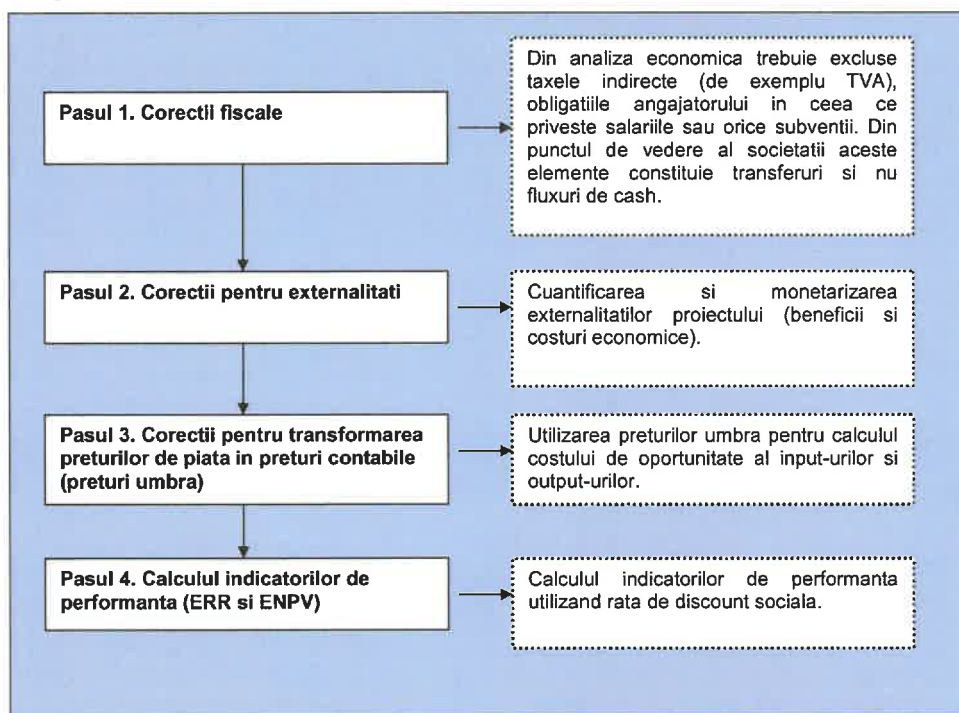 Pasul 1. Corectii fiscale
Din analiza economica trebuie excluse
taxele indirecte (de exemplu TVA),
obligatiile angajatorului in ceea ce
priveste salariile sau orice subventii. Din
punctul de vedere al societatii aceste
elemente constituie transferuri si nu
fluxuri de cash.
Pasul 2. Corectii pentru externalitati
Cuantificarea si monetarizarea
externalitatilor proiectului (beneficii si
costuri economice).
Pasul 3. Corectii pentru transformarea
preturilor de piata in preturi contabile
(preturi umbra)
Utilizarea preturilor umbra pentru calculul
costului de oportunitate al input-urilor si
output-urilor.
Pasul 4. Calculul indicatorilor de
performanta (ERR si ENPV)
Calculul indicatorilor de performanta
utilizand rata de discount sociala.